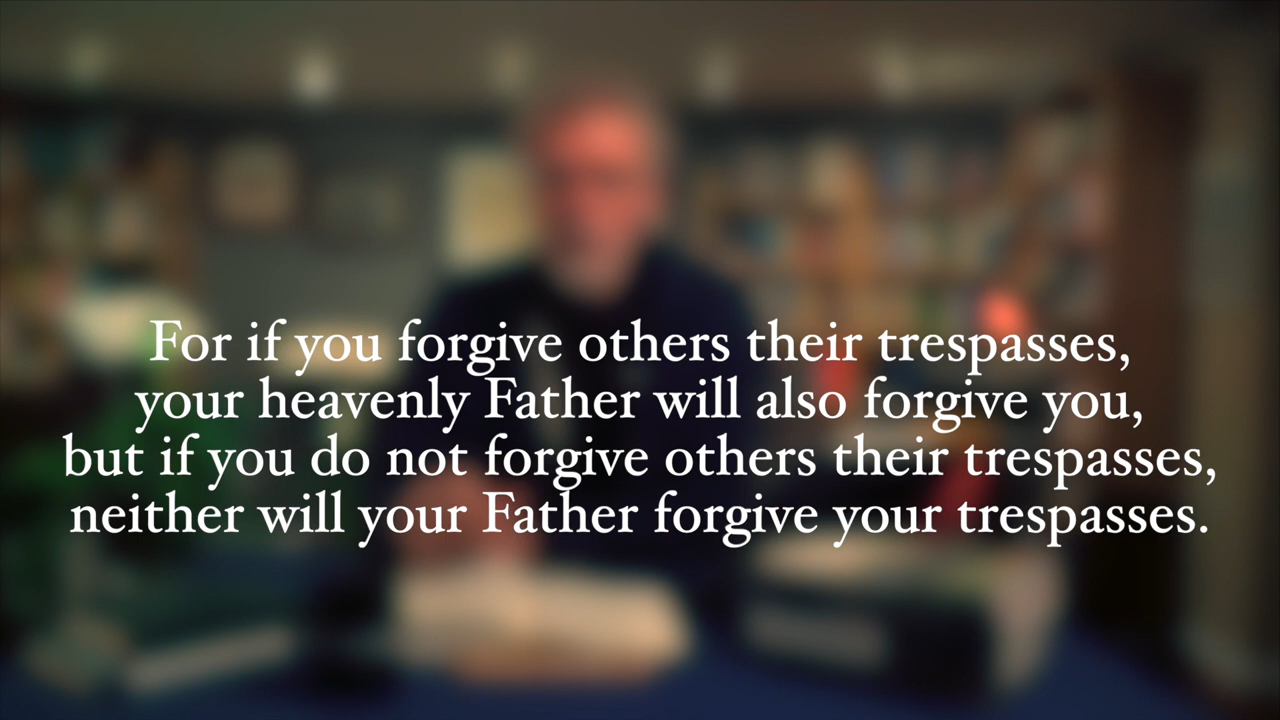 For if you forgive others their trespasses,
your heavenly Father will also forgive you,
but if you do not forgive others their trespasses,
neither will your Father forgive your trespasses.